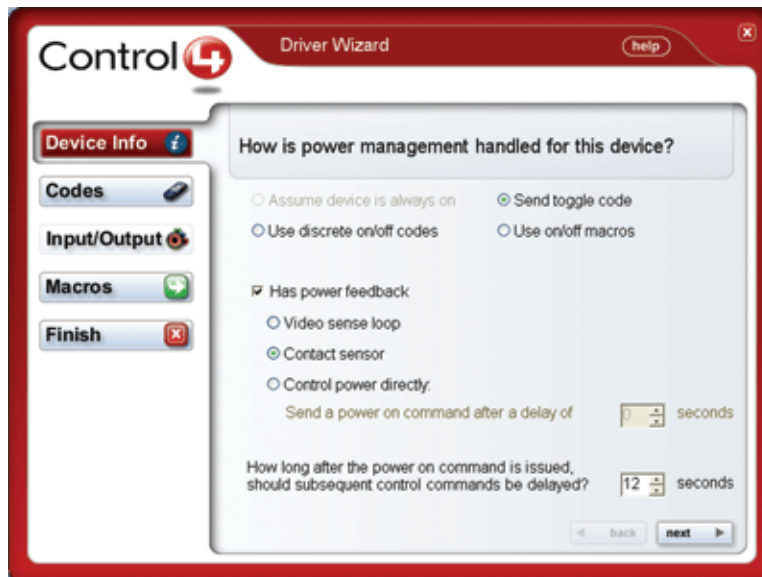 Control4
Driver Wizard
help
Device Info
Codes
Input/Output
Macros
Finish
How is power management handled for this device?
Assume device is always on
Send toggle code
Use discrete on/off codes
Use on/off macros
Has power feedback
Video sense loop
Contact sensor
Control power directly:
Send a power on command after a delay of 0 seconds
How long after the power on command is issued,
should subsequent control commands be delayed? 12 seconds
back
next